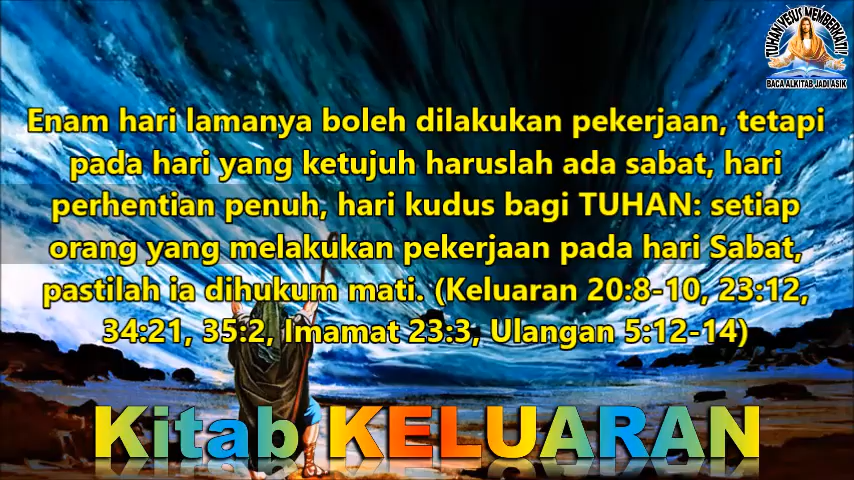 TUHAN YESUS MEMBERKATI!
BACA ALKITAB JADI ASIK
Enam hari lamanya boleh dilakukan pekerjaan, tetapi
pada hari yang ketujuh haruslah ada sabat, hari
perhentian penuh, hari kudus bagi TUHAN: setiap
orang yang melakukan pekerjaan pada hari Sabat,
pastilah ia dihukum mati. (Keluaran 20:8-10, 23:12,
34:21, 35:2, Imamat 23:3, Ulangan 5:12-14)
Kitab KELUARAN